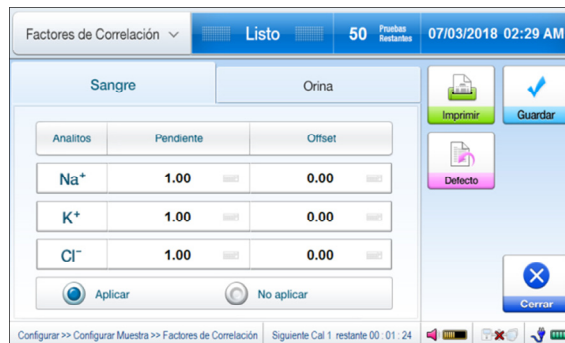 Factores de Correlación
Listo
50 Pruebas Restantes
07/03/2018 02:29 AM
Sangre
Orina
Imprimir
Guardar
Analitos Pendiente Offset
Defecto
Na⁺ 1.00 0.00
K⁺ 1.00 0.00
Cl⁻ 1.00 0.00
Aplicar
No aplicar
Cerrar
Configurar >> Configurar Muestra >> Factores de Correlación
Siguiente Cal 1 restante 00 : 01 : 24